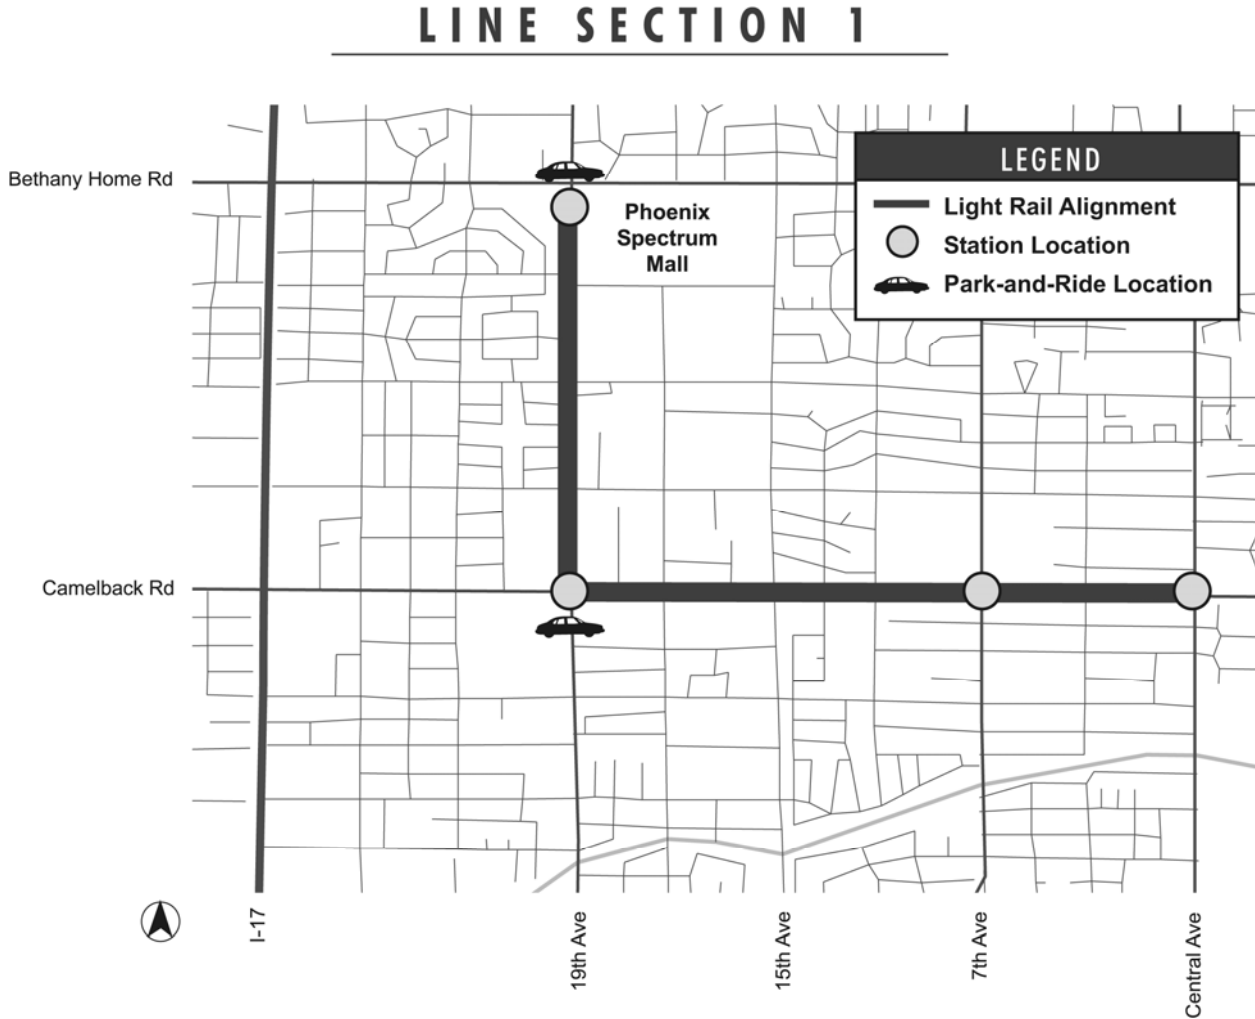 LINE SECTION 1
LEGEND
Bethany Home Rd
Light Rail Alignment
Phoenix
Spectrum
Mall
Station Location
Park-and-Ride Location
Camelback Rd
I-17
19th Ave
15th Ave
7th Ave
Central Ave